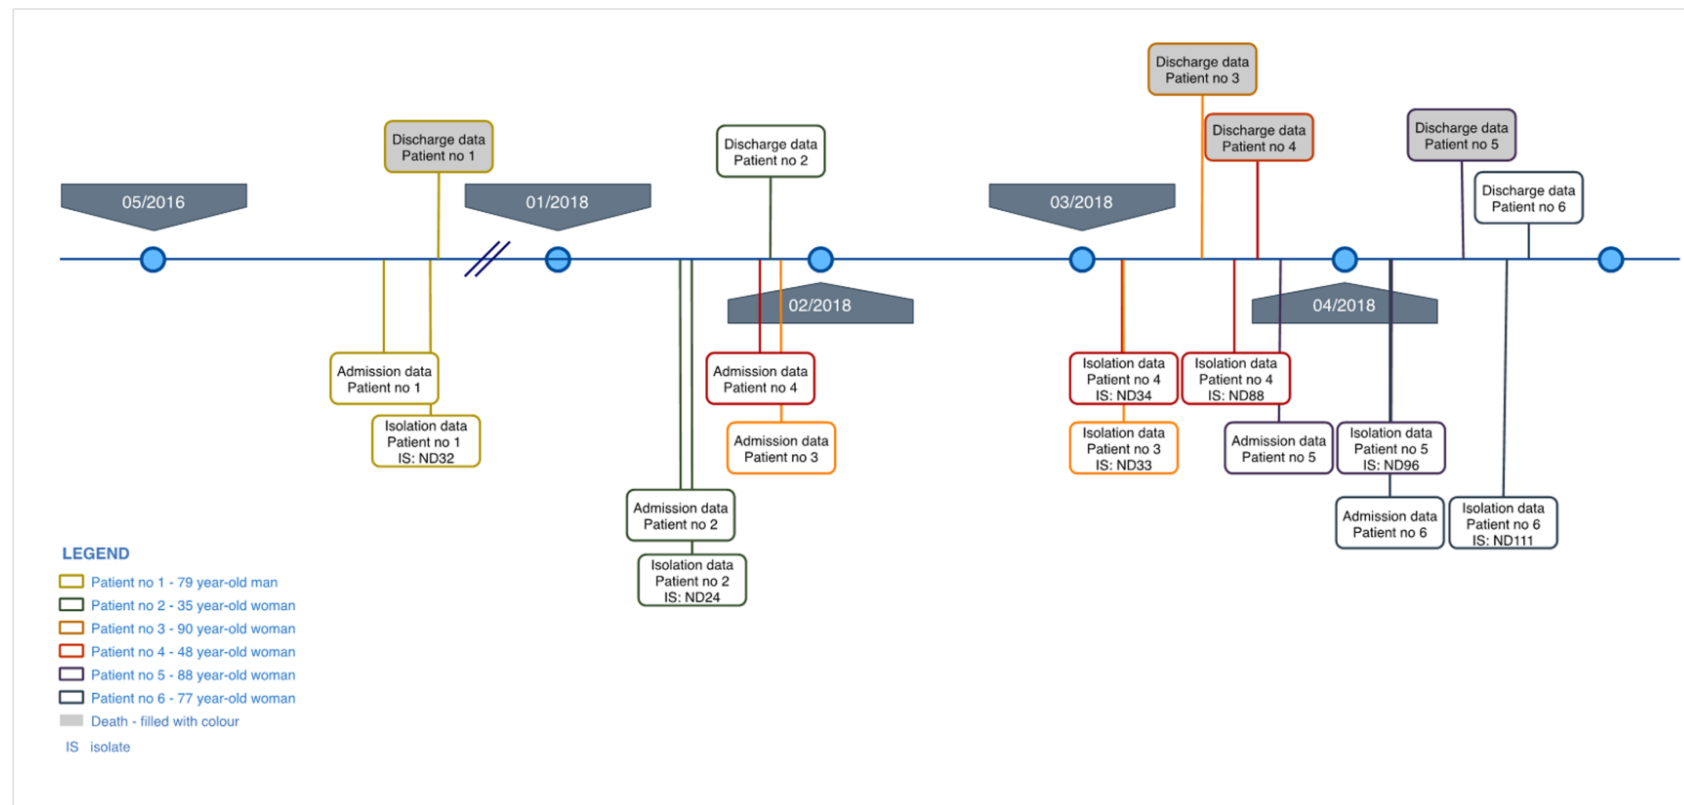 Discharge data
Patient no 3
Discharge data
Patient no 4
Discharge data
Patient no 5
Discharge data
Patient no 1
Discharge data
Patient no 2
Discharge data
Patient no 6
05/2016
01/2018
03/2018
02/2018
04/2018
Admission data
Patient no 1
Isolation data
Patient no 1
IS: ND32
Admission data
Patient no 4
Admission data
Patient no 3
Isolation data
Patient no 4
IS: ND34
Isolation data
Patient no 4
IS: ND88
Isolation data
Patient no 3
IS: ND33
Admission data
Patient no 5
Isolation data
Patient no 5
IS: ND96
Admission data
Patient no 2
Isolation data
Patient no 2
IS: ND24
Admission data
Patient no 6
Isolation data
Patient no 6
IS: ND111
LEGEND
Patient no 1 - 79 year-old man
Patient no 2 - 35 year-old woman
Patient no 3 - 90 year-old woman
Patient no 4 - 48 year-old woman
Patient no 5 - 88 year-old woman
Patient no 6 - 77 year-old woman
Death - filled with colour
IS isolate